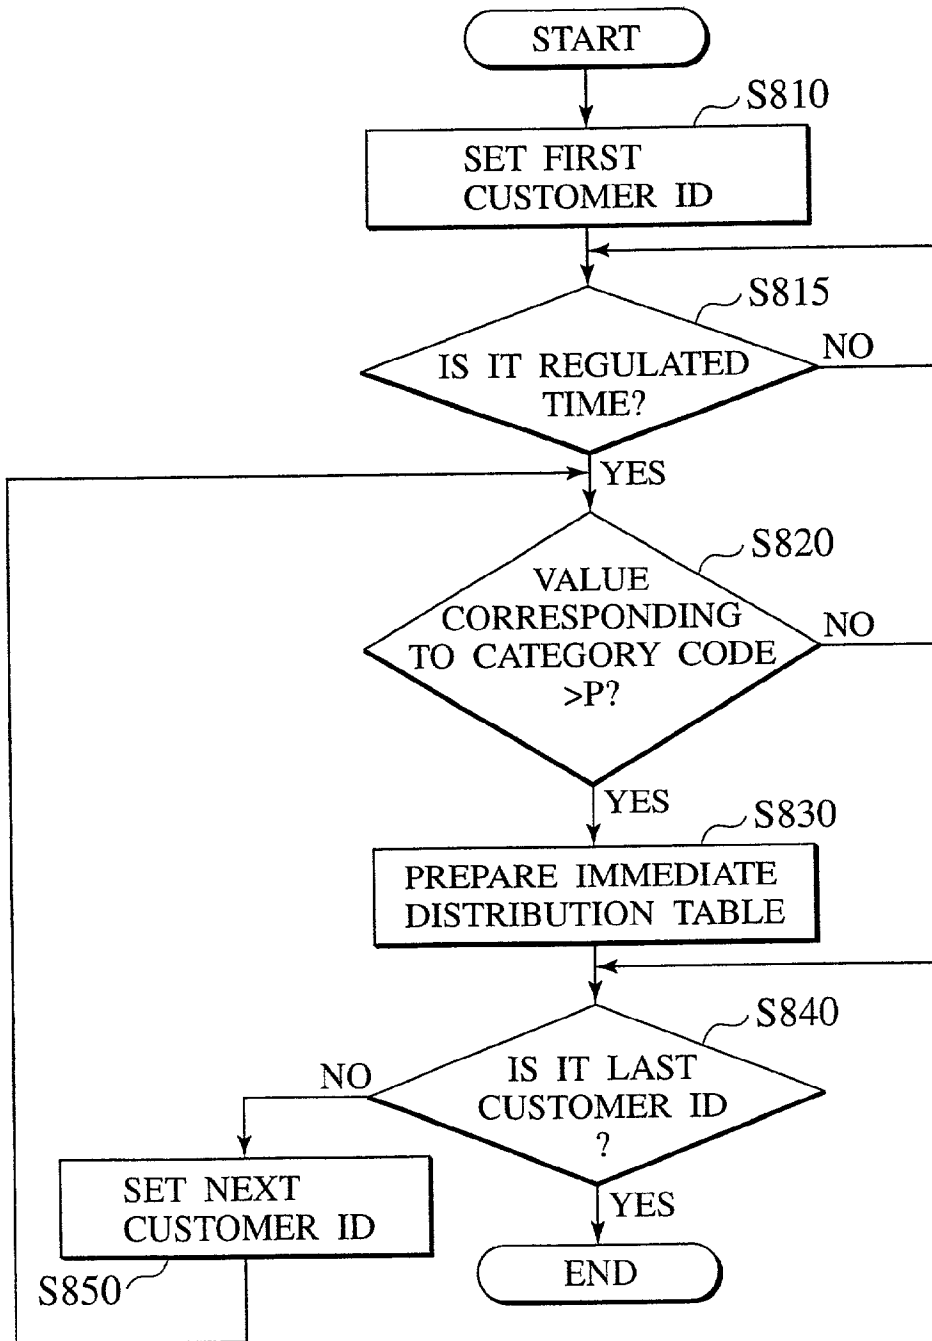 START
S810
SET FIRST
CUSTOMER ID
S815
IS IT REGULATED
TIME?
NO
YES
S820
VALUE
CORRESPONDING
TO CATEGORY CODE
>P?
NO
YES
S830
PREPARE IMMEDIATE
DISTRIBUTION TABLE
S840
IS IT LAST
CUSTOMER ID
?
NO
SET NEXT
CUSTOMER ID
S850
YES
END